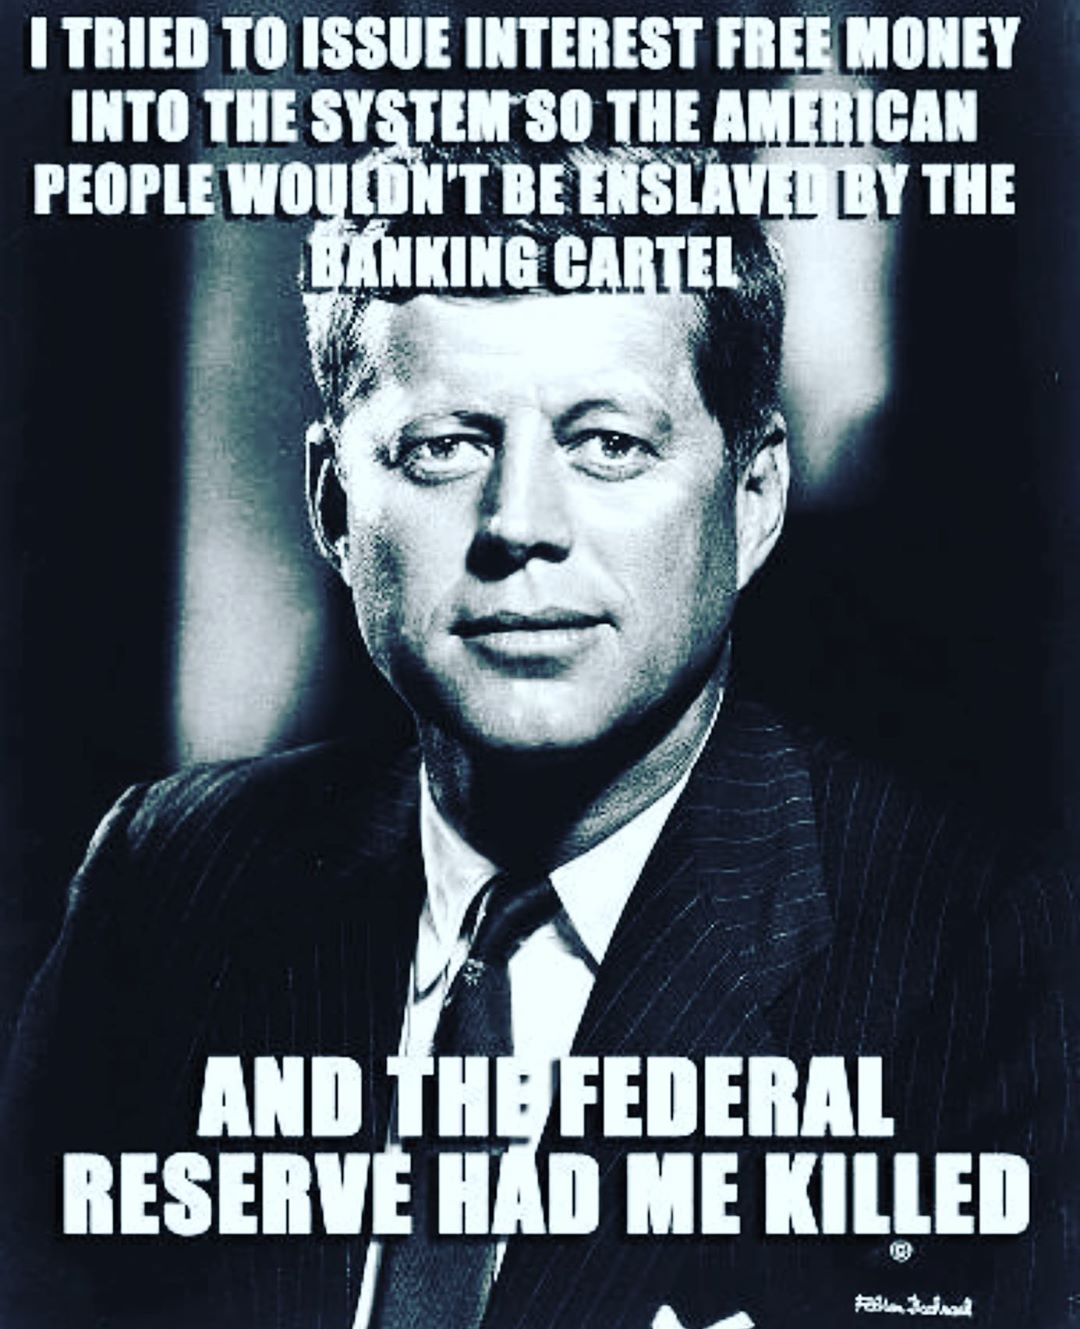 I TRIED TO ISSUE INTEREST FREE MONEY
INTO THE SYSTEM SO THE AMERICAN
PEOPLE WOULDN'T BE ENSLAVED BY THE
BANKING CARTEL
AND THE FEDERAL
RESERVE HAD ME KILLED
©